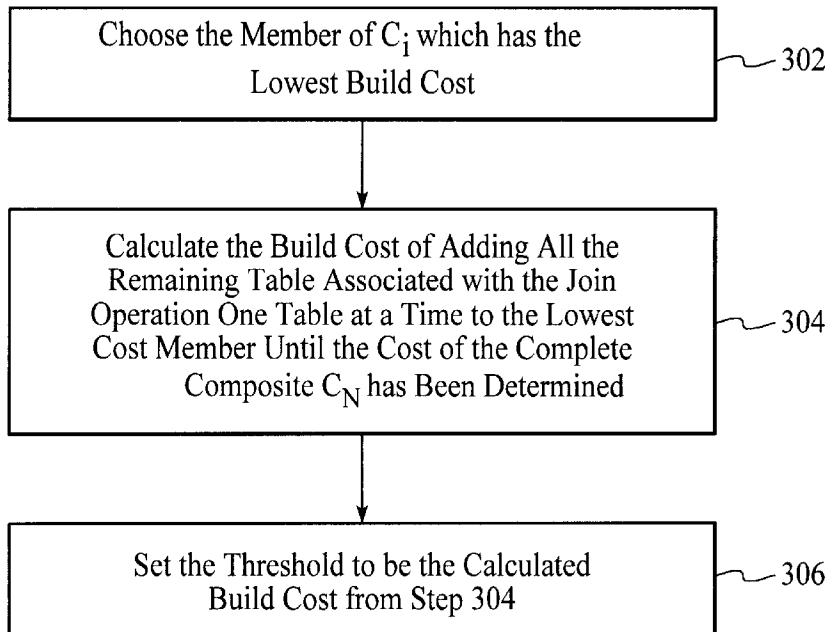 Choose the Member of Ci which has the
Lowest Build Cost
302
Calculate the Build Cost of Adding All the
Remaining Table Associated with the Join
Operation One Table at a Time to the Lowest
Cost Member Until the Cost of the Complete
Composite CN has Been Determined
304
Set the Threshold to be the Calculated
Build Cost from Step 304
306